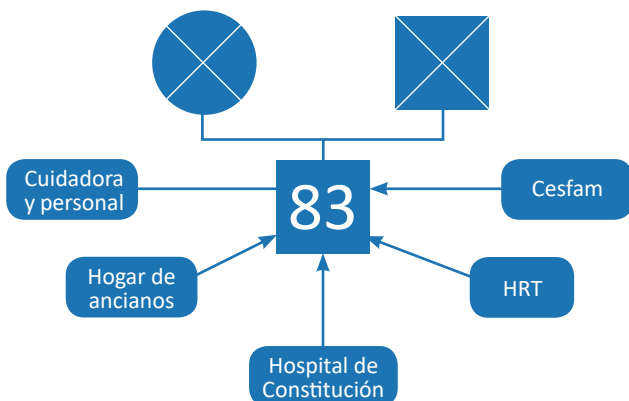 Cuidadora
y personal
83
Cesfam
Hogar de
ancianos
HRT
Hospital de
Constitución